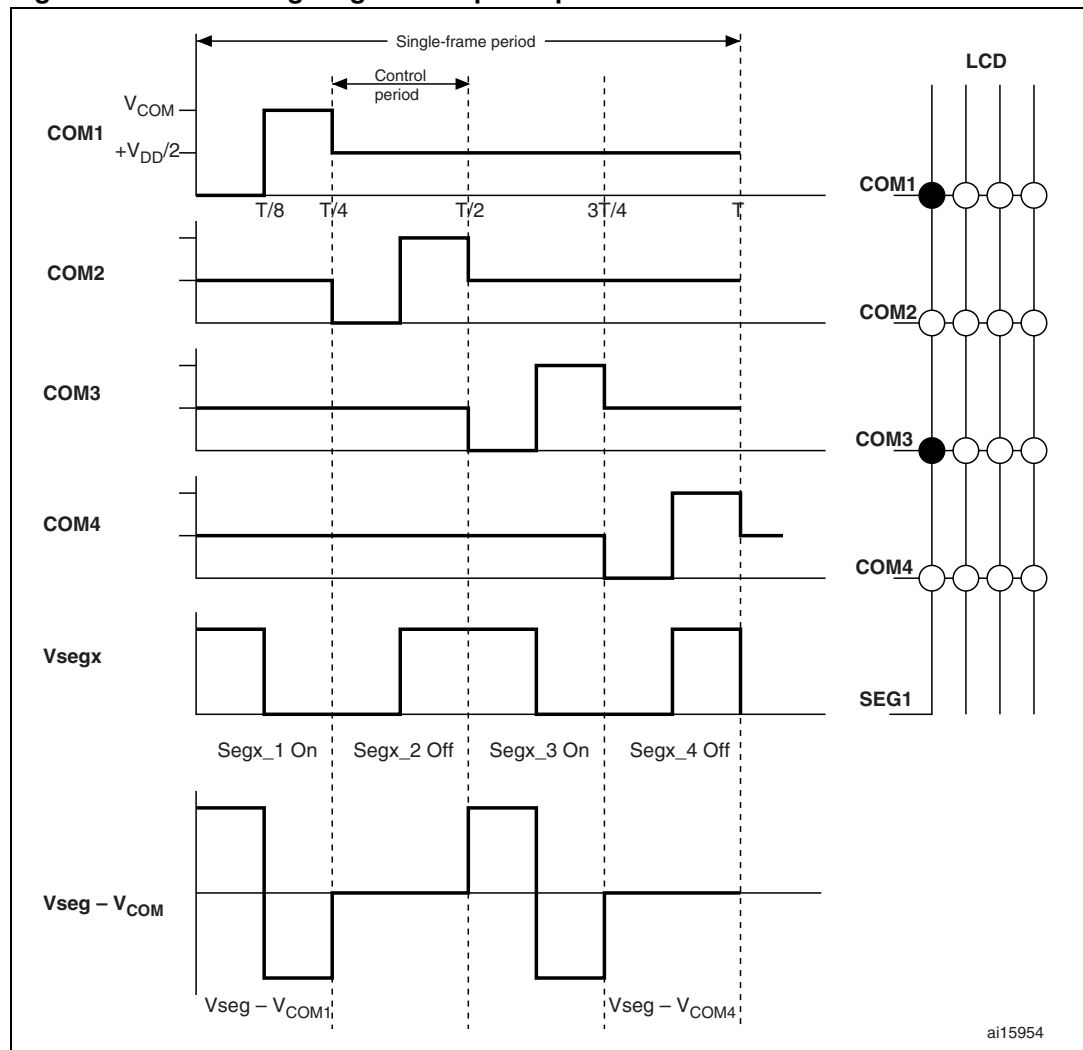 Single-frame period
LCD
Control
period
V_COM
COM1
+V_DD/2
COM1
T/8
T/4
T/2
3T/4
T
COM2
COM2
COM3
COM3
COM4
COM4
Vsegx
SEG1
Segx_1 On
Segx_2 Off
Segx_3 On
Segx_4 Off
Vseg – V_COM
Vseg – V_COM1
Vseg – V_COM4
ai15954